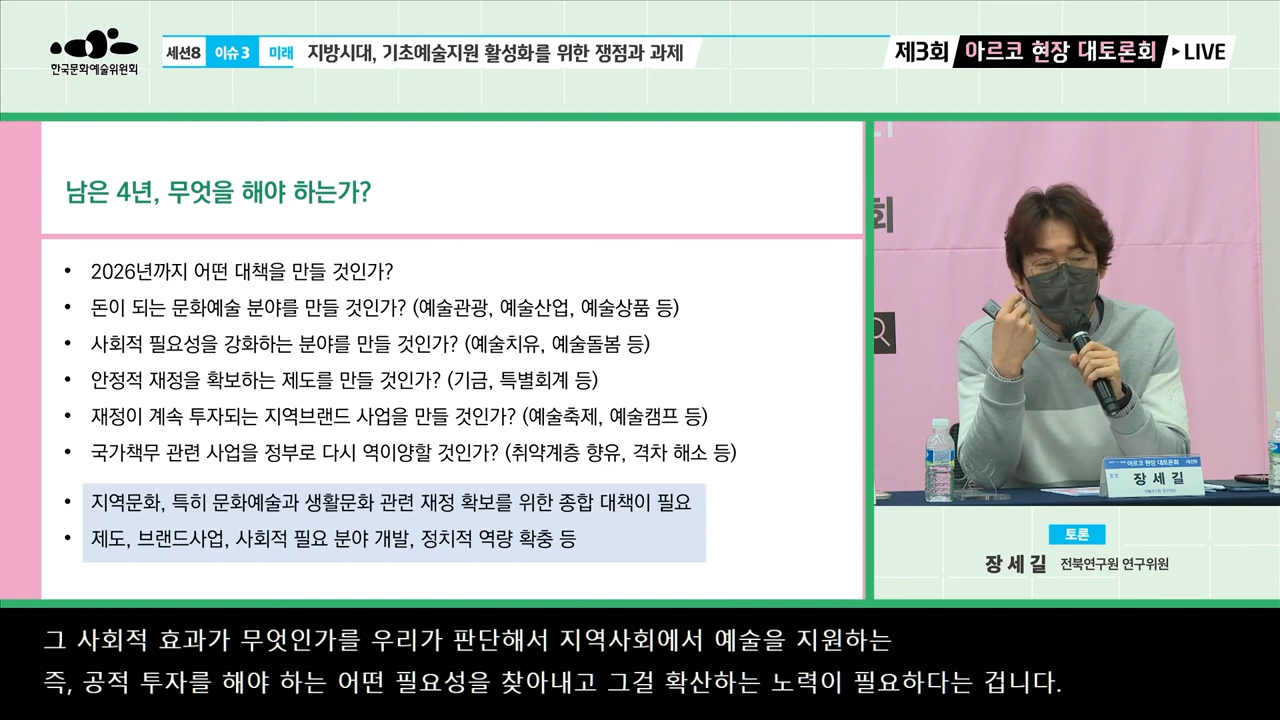 한국문화예술위원회
세션8 이슈 3 미래 지방시대, 기초예술지원 활성화를 위한 쟁점과 과제
제3회 아르코 현장 대토론회 ▸LIVE
남은 4년, 무엇을 해야 하는가?
• 2026년까지 어떤 대책을 만들 것인가?
• 돈이 되는 문화예술 분야를 만들 것인가? (예술관광, 예술산업, 예술상품 등)
• 사회적 필요성을 강화하는 분야를 만들 것인가? (예술치유, 예술돌봄 등)
• 안정적 재정을 확보하는 제도를 만들 것인가? (기금, 특별회계 등)
• 재정이 계속 투자되는 지역브랜드 사업을 만들 것인가? (예술축제, 예술캠프 등)
• 국가책무 관련 사업을 정부로 다시 역이양할 것인가? (취약계층 향유, 격차 해소 등)
• 지역문화, 특히 문화예술과 생활문화 관련 재정 확보를 위한 종합 대책이 필요
• 제도, 브랜드사업, 사회적 필요 분야 개발, 정치적 역량 확충 등
회
아르코 현장 대토론회
장세길
토론
장세길 전북연구원 연구위원
그 사회적 효과가 무엇인가를 우리가 판단해서 지역사회에서 예술을 지원하는
즉, 공적 투자를 해야 하는 어떤 필요성을 찾아내고 그걸 확산하는 노력이 필요하다는 겁니다.